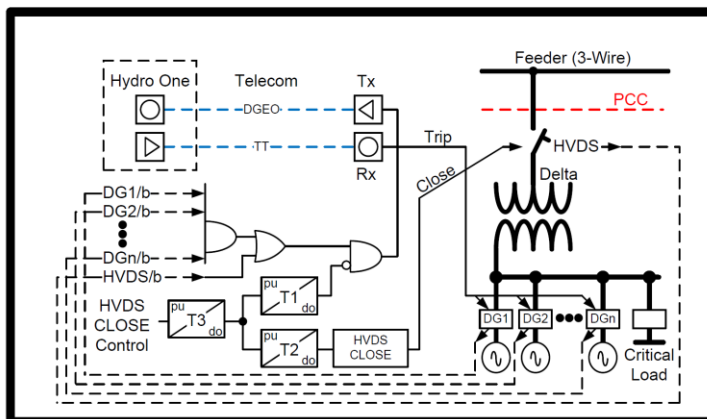 Feeder (3-Wire)
Hydro One
Telecom
Tx
DGEO
PCC
TT
Trip
HVDS
Rx
Close
Delta
DG1/b
DG2/b
DGn/b
HVDS/b
pu
T1
do
HVDS
CLOSE
Control
pu
T3
do
pu
T2
do
HVDS
CLOSE
DG1
DG2
DGn
Critical
Load